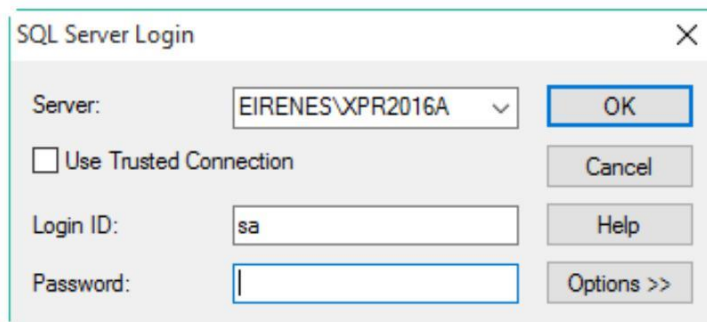 SQL Server Login
Server: EIRENES\XPR2016A OK
Use Trusted Connection Cancel
Login ID: sa Help
Password: Options >>